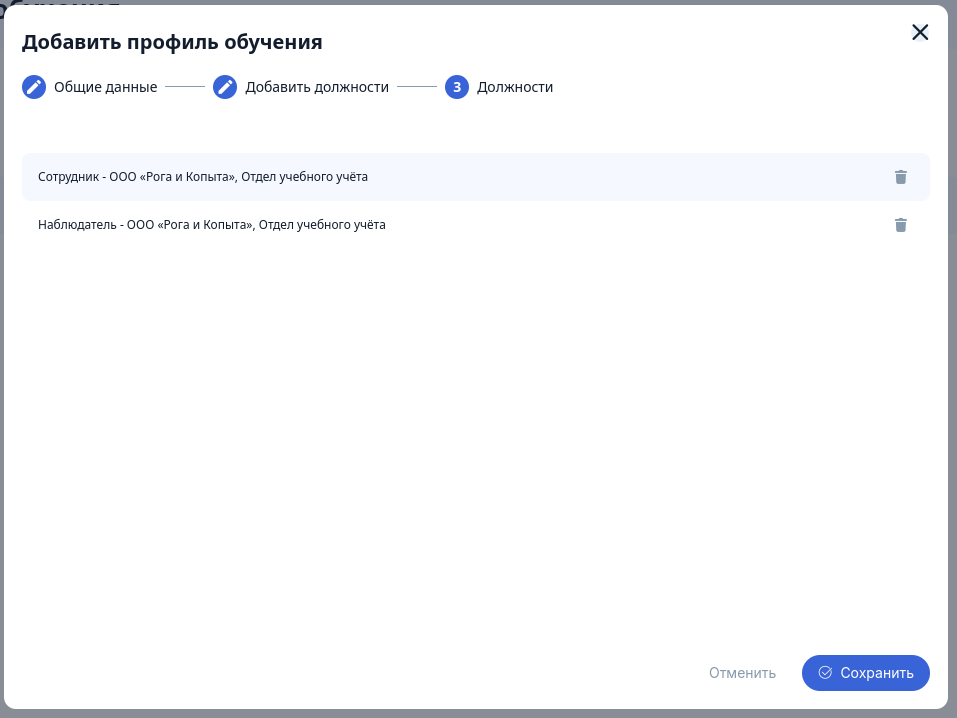 Добавить профиль обучения
Общие данные
Добавить должности
3 Должности
Сотрудник - ООО «Рога и Копыта», Отдел учебного учёта
Наблюдатель - ООО «Рога и Копыта», Отдел учебного учёта
Отменить
Сохранить